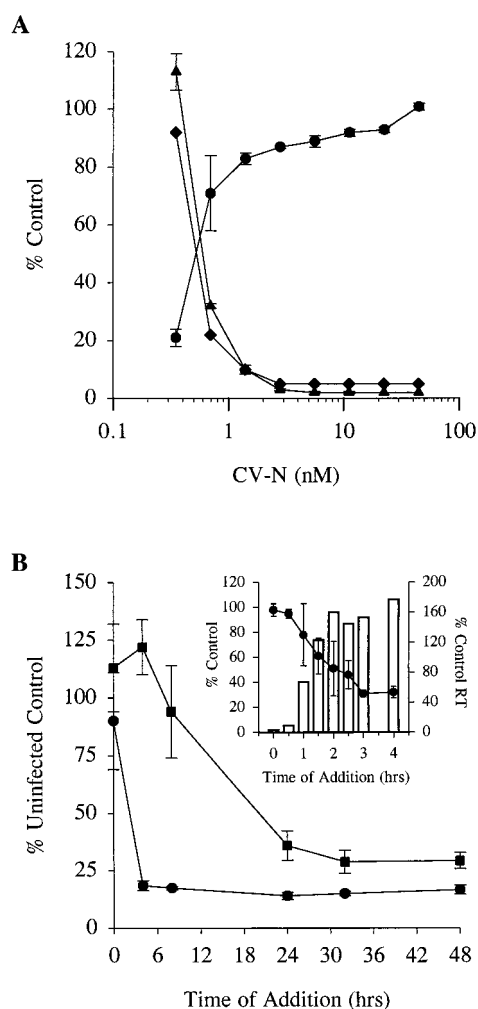 A
120
100
80
60
40
20
0
% Control
0.1 1 10 100
CV-N (nM)
B
150
125
100
75
50
25
0
% Uninfected Control
0 6 12 18 24 30 36 42 48
Time of Addition (hrs)
120
100
80
60
40
20
0
% Control
200
160
120
80
40
0
% Control RT
0 1 2 3 4
Time of Addition (hrs)